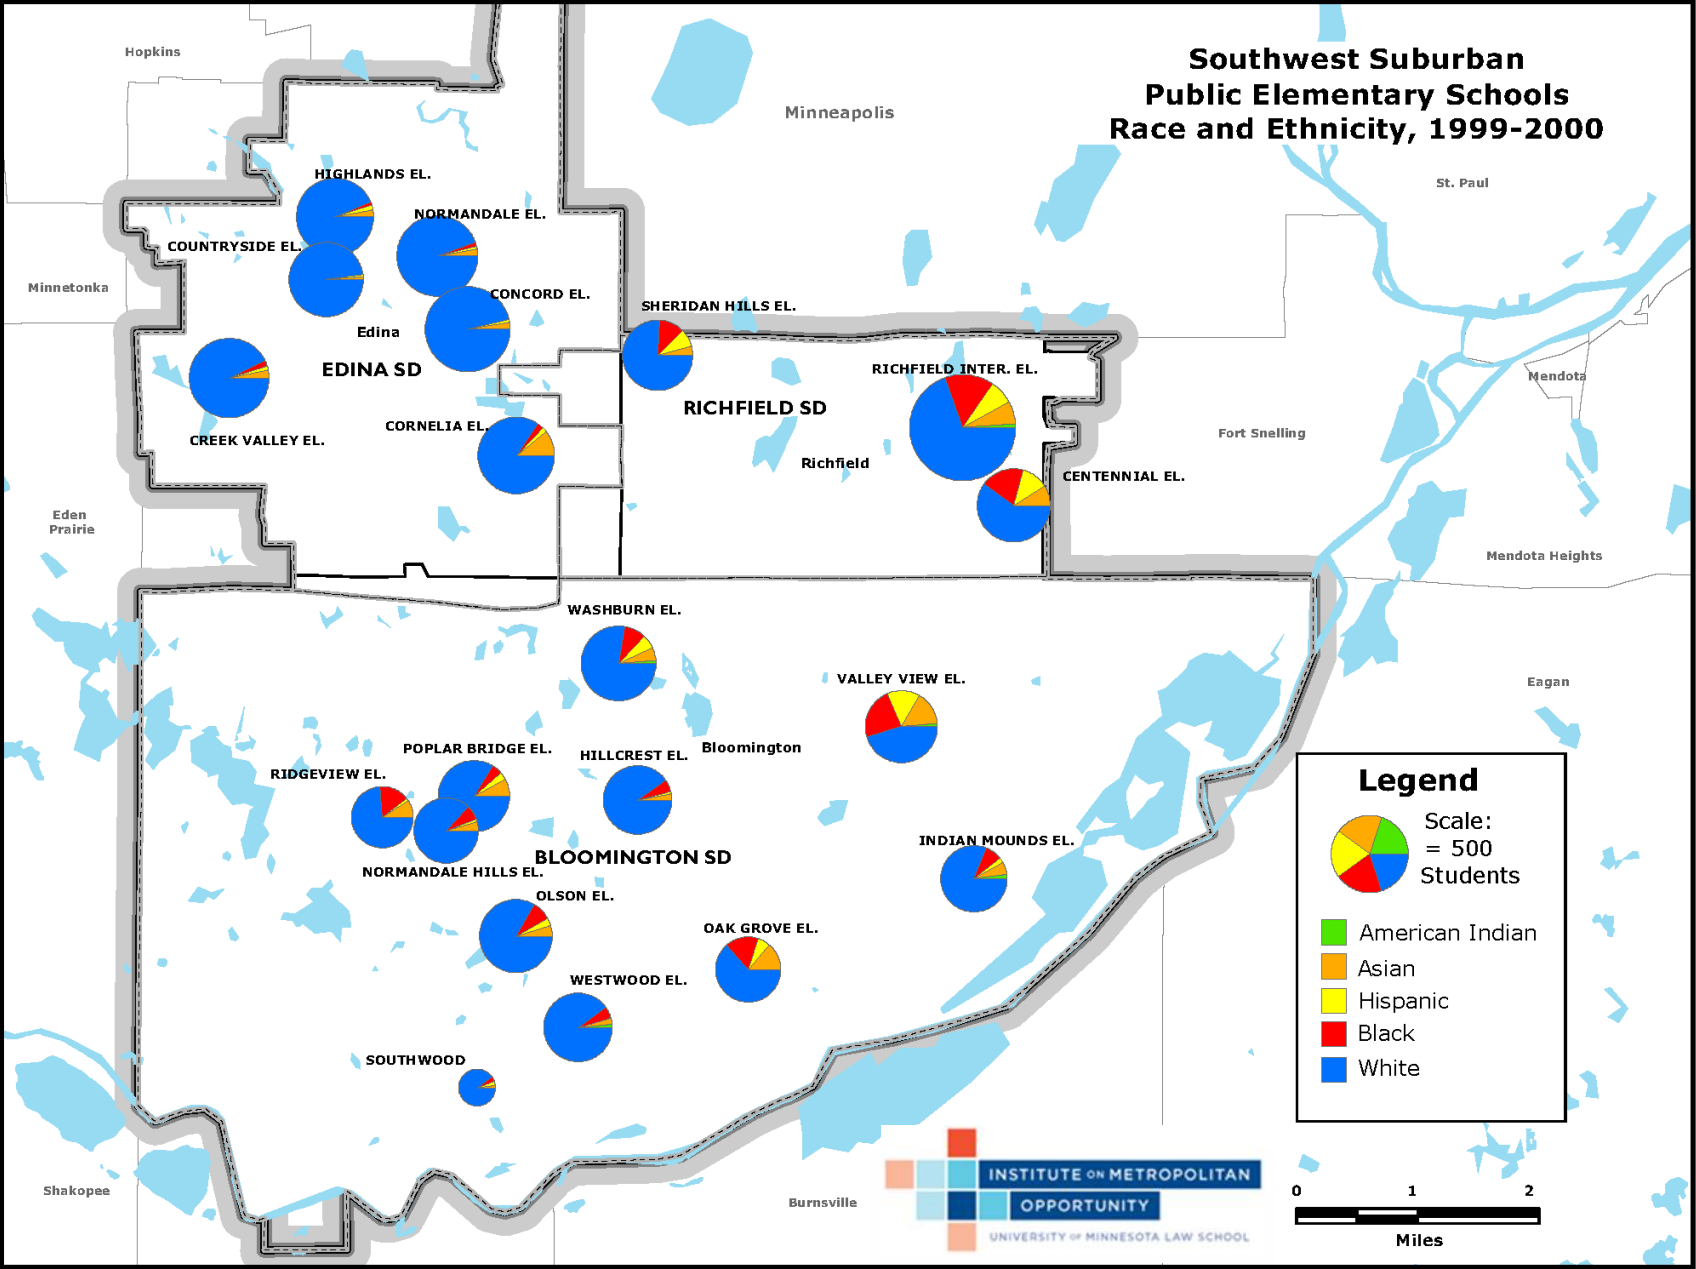 Southwest Suburban
Public Elementary Schools
Race and Ethnicity, 1999-2000
Hopkins
Minneapolis
St. Paul
HIGHLANDS EL.
NORMANDALE EL.
COUNTRYSIDE EL.
Minnetonka
CONCORD EL.
SHERIDAN HILLS EL.
Edina
EDINA SD
RICHFIELD INTER. EL.
Mendota
RICHFIELD SD
CORNELIA EL.
CREEK VALLEY EL.
Fort Snelling
Richfield
CENTENNIAL EL.
Eden
Prairie
Mendota Heights
WASHBURN EL.
VALLEY VIEW EL.
Eagan
POPLAR BRIDGE EL.
HILLCREST EL.
Bloomington
RIDGEVIEW EL.
INDIAN MOUNDS EL.
BLOOMINGTON SD
NORMANDALE HILLS EL.
OLSON EL.
OAK GROVE EL.
WESTWOOD EL.
SOUTHWOOD
Legend
Scale:
= 500
Students
American Indian
Asian
Hispanic
Black
White
Shakopee
Burnsville
INSTITUTE ON METROPOLITAN
OPPORTUNITY
UNIVERSITY OF MINNESOTA LAW SCHOOL
0 1 2
Miles